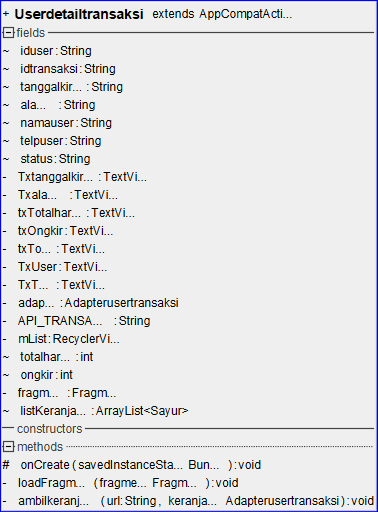 + Userdetailtransaksi extends AppCompatActi...
fields
~ iduser:String
~ idtransaksi:String
~ tanggalkir... :String
~ ala... :String
~ namauser:String
~ telpuser:String
~ status:String
- Txtanggalkir... :TextVi...
- Txala... :TextVi...
- txTotalhar... :TextVi...
- txOngkir:TextVi...
- txTo... :TextVi...
- TxUser:TextVi...
- TxT... :TextVi...
- adap... :Adapterusertransaksi
- API_TRANSA... :String
- mList:RecyclerVi...
~ totalhar... :int
~ ongkir:int
- fragm... :Fragm...
~ listKeranja... :ArrayList<Sayur>
constructors
methods
# onCreate(savedInstanceSta... Bun... ):void
- loadFragm... (fragme... Fragm... ):void
- ambilkeranj... (url:String, keranja... Adapterusertransaksi):void